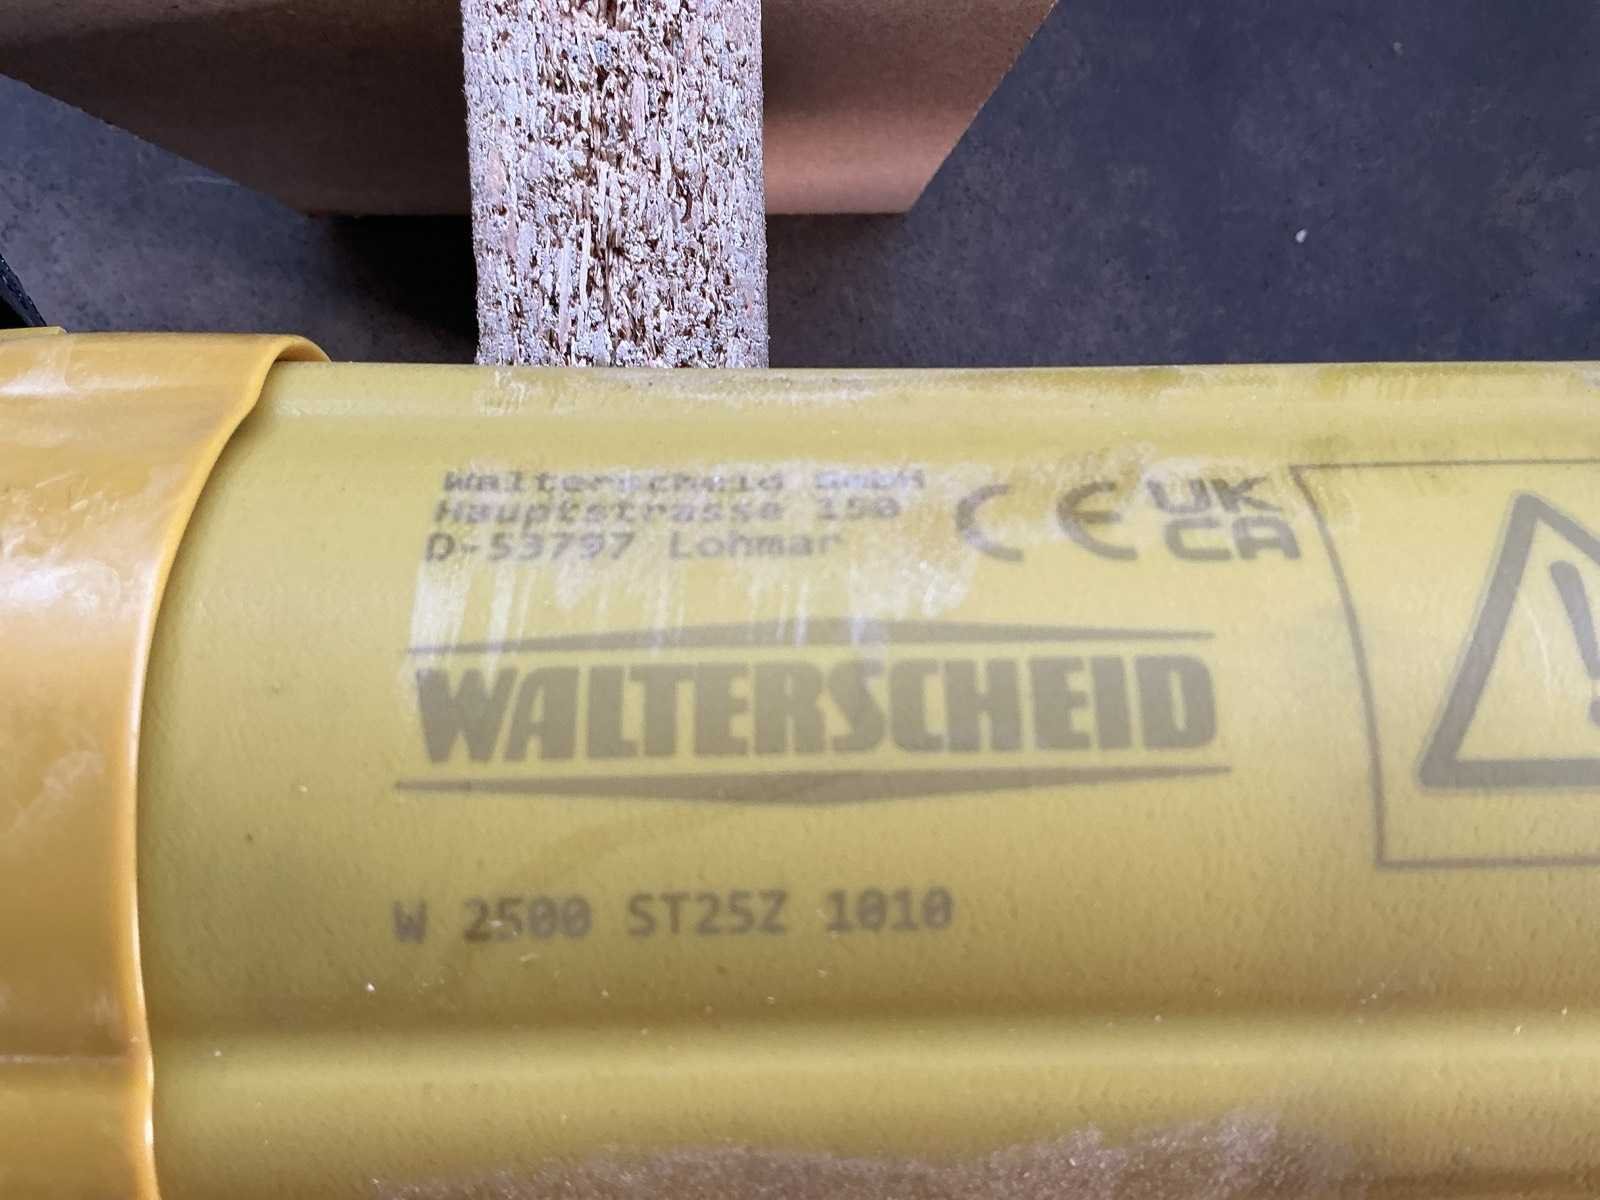 Walterscheid GmbH
Hauptstrasse 150
D-53797 Lohmar
CE UK
CA
WALTERSCHEID
W 2500 ST25Z 1010